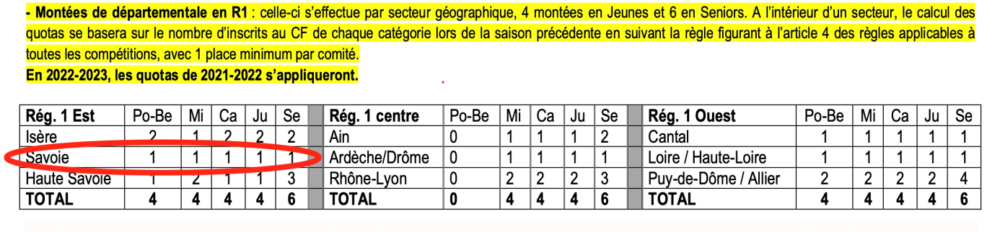 - Montées de départementale en R1 : celle-ci s’effectue par secteur géographique, 4 montées en Jeunes et 6 en Seniors. A l’intérieur d’un secteur, le calcul des
quotas se basera sur le nombre d’inscrits au CF de chaque catégorie lors de la saison précédente en suivant la règle figurant à l’article 4 des règles applicables à
toutes les compétitions, avec 1 place minimum par comité.
En 2022-2023, les quotas de 2021-2022 s’appliqueront.
Rég. 1 Est Po-Be Mi Ca Ju Se Rég. 1 centre Po-Be Mi Ca Ju Se Rég. 1 Ouest Po-Be Mi Ca Ju Se
Isère 2 1 2 2 2 Ain 0 1 1 1 2 Cantal 1 1 1 1 1
Savoie 1 1 1 1 1 Ardèche/Drôme 0 1 1 1 1 Loire / Haute-Loire 1 1 1 1 1
Haute Savoie 1 2 1 1 3 Rhône-Lyon 0 2 2 2 3 Puy-de-Dôme / Allier 2 2 2 2 4
TOTAL 4 4 4 4 6 TOTAL 0 4 4 4 6 TOTAL 4 4 4 4 6